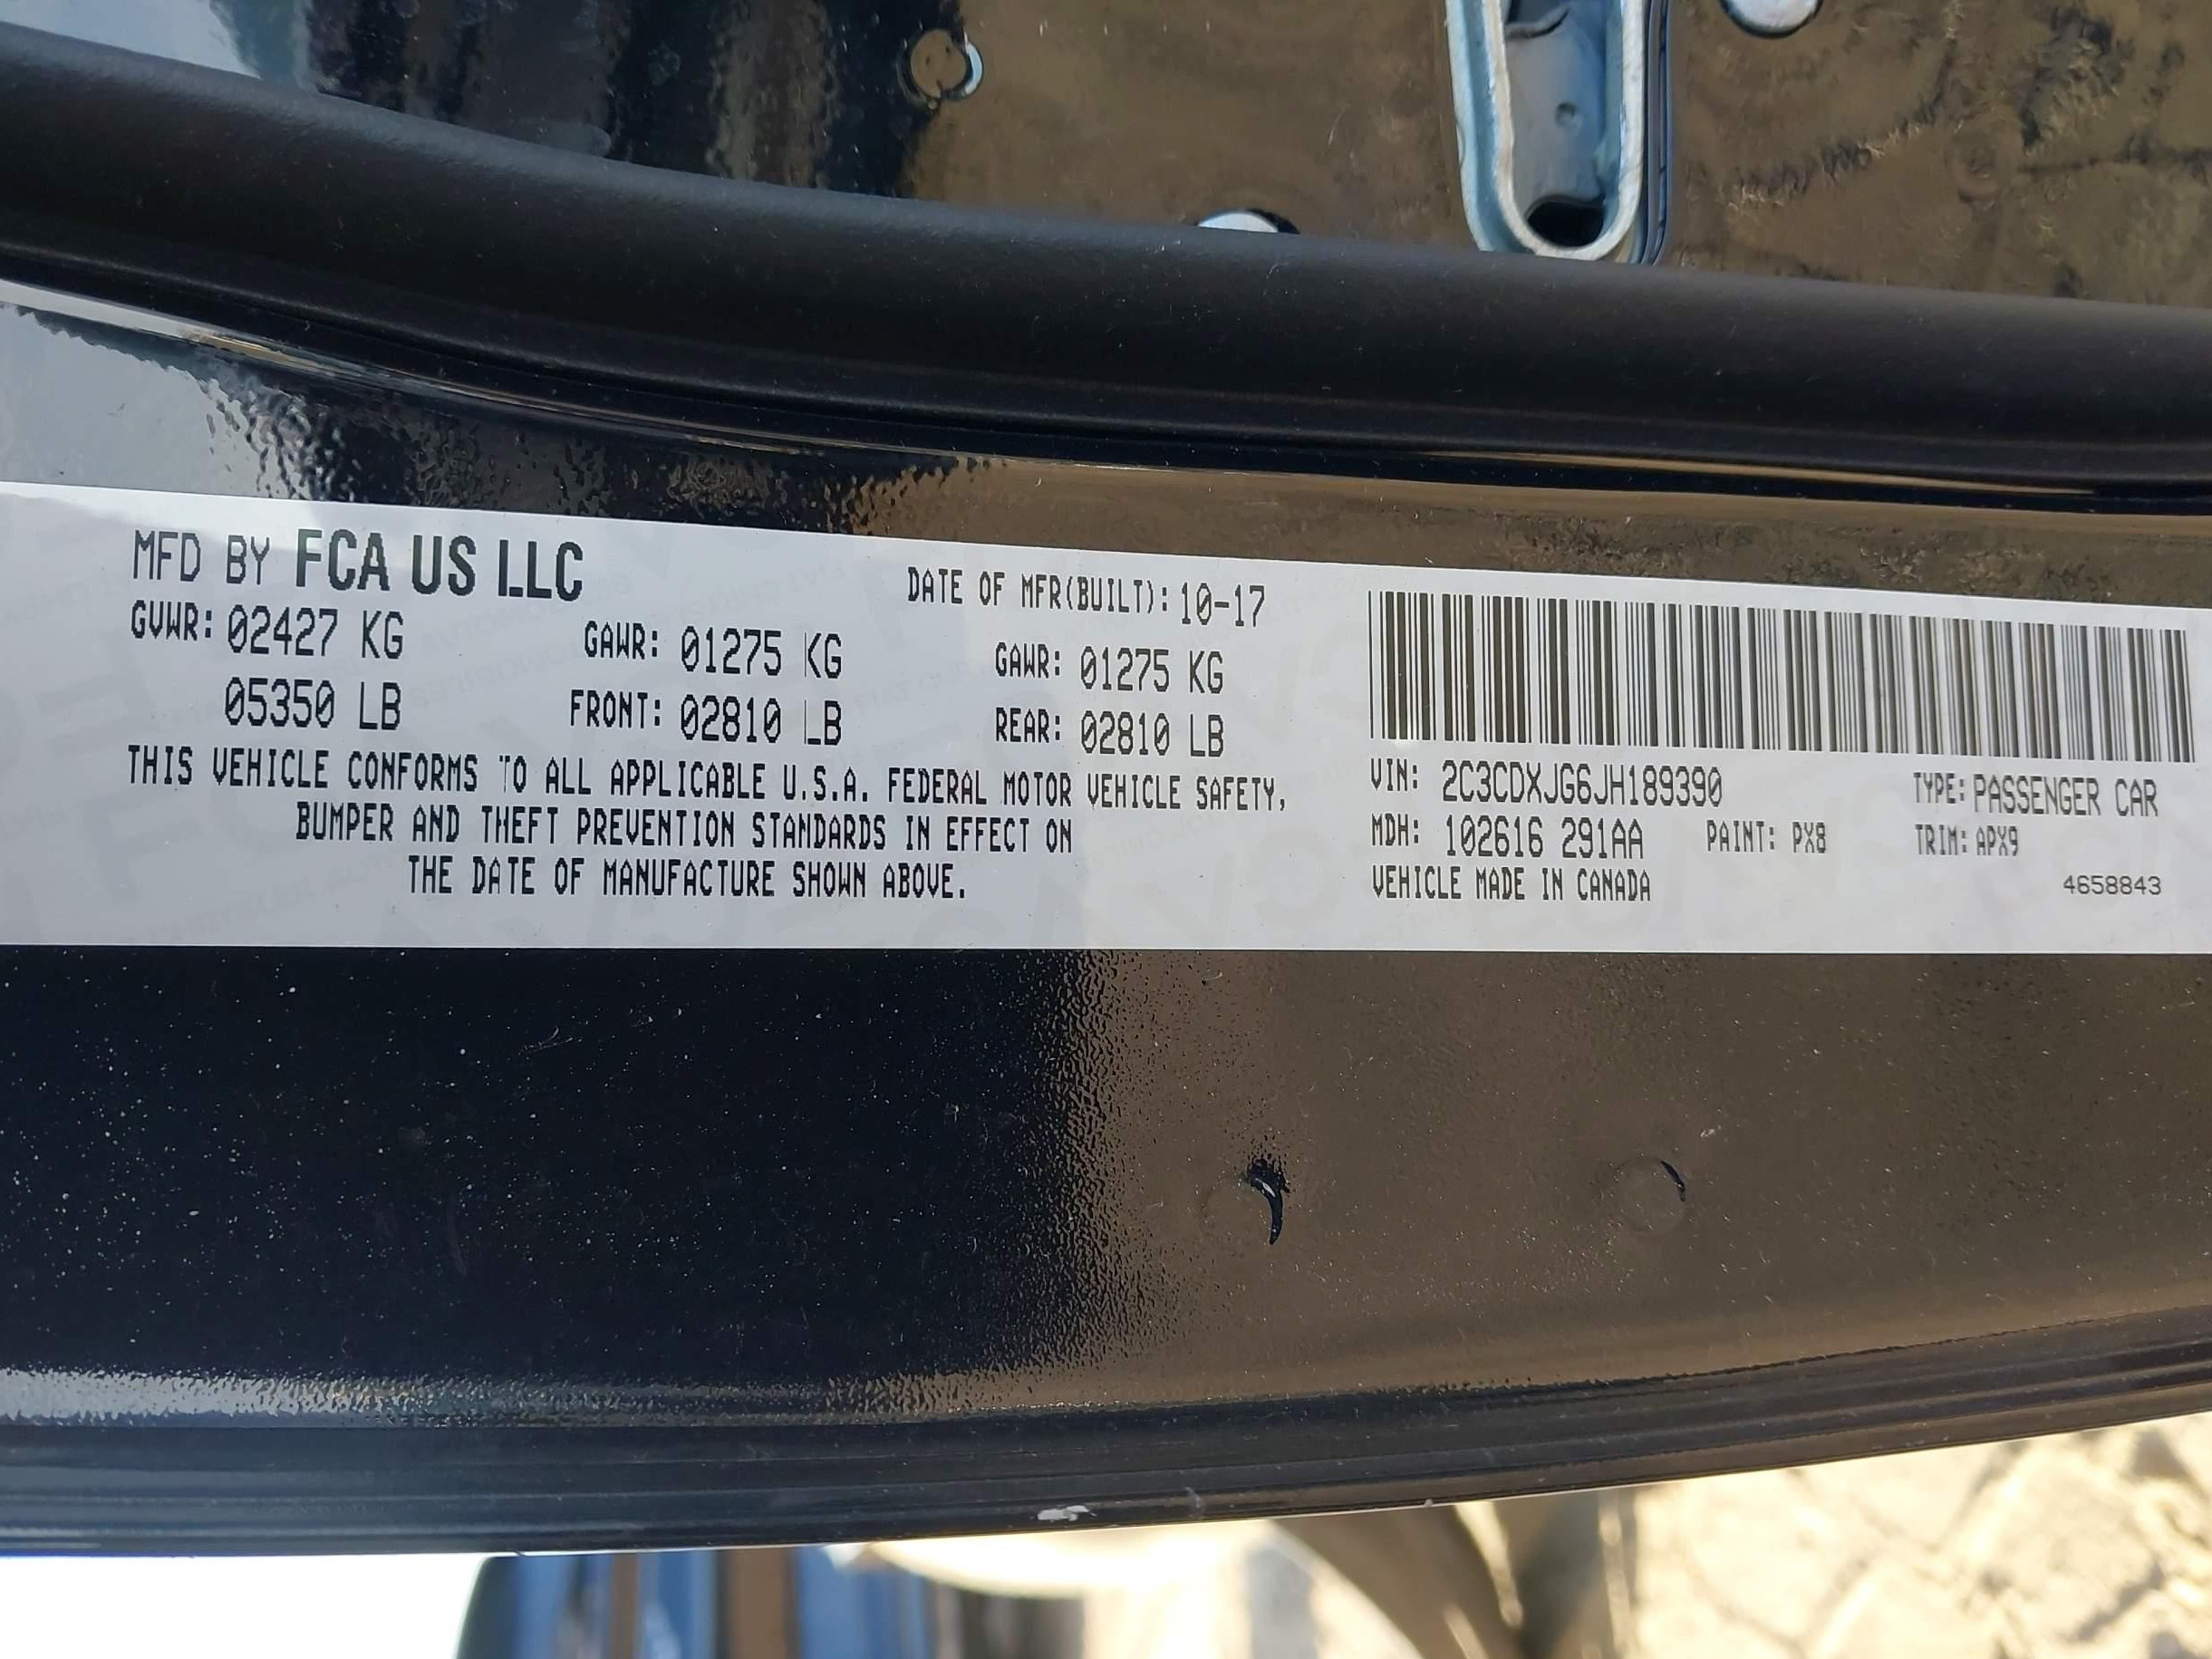 MFD BY FCA US LLC
DATE OF MFR(BUILT): 10-17
GVWR: 02427 KG
GAWR: 01275 KG
GAWR: 01275 KG
05350 LB
FRONT: 02810 LB
REAR: 02810 LB
THIS VEHICLE CONFORMS TO ALL APPLICABLE U.S.A. FEDERAL MOTOR VEHICLE SAFETY,
BUMPER AND THEFT PREVENTION STANDARDS IN EFFECT ON
THE DATE OF MANUFACTURE SHOWN ABOVE.
VIN: 2C3CDXJG6JH189390
TYPE: PASSENGER CAR
MDH: 102616 291AA
PAINT: PX8
TRIM: APX9
VEHICLE MADE IN CANADA
4658843